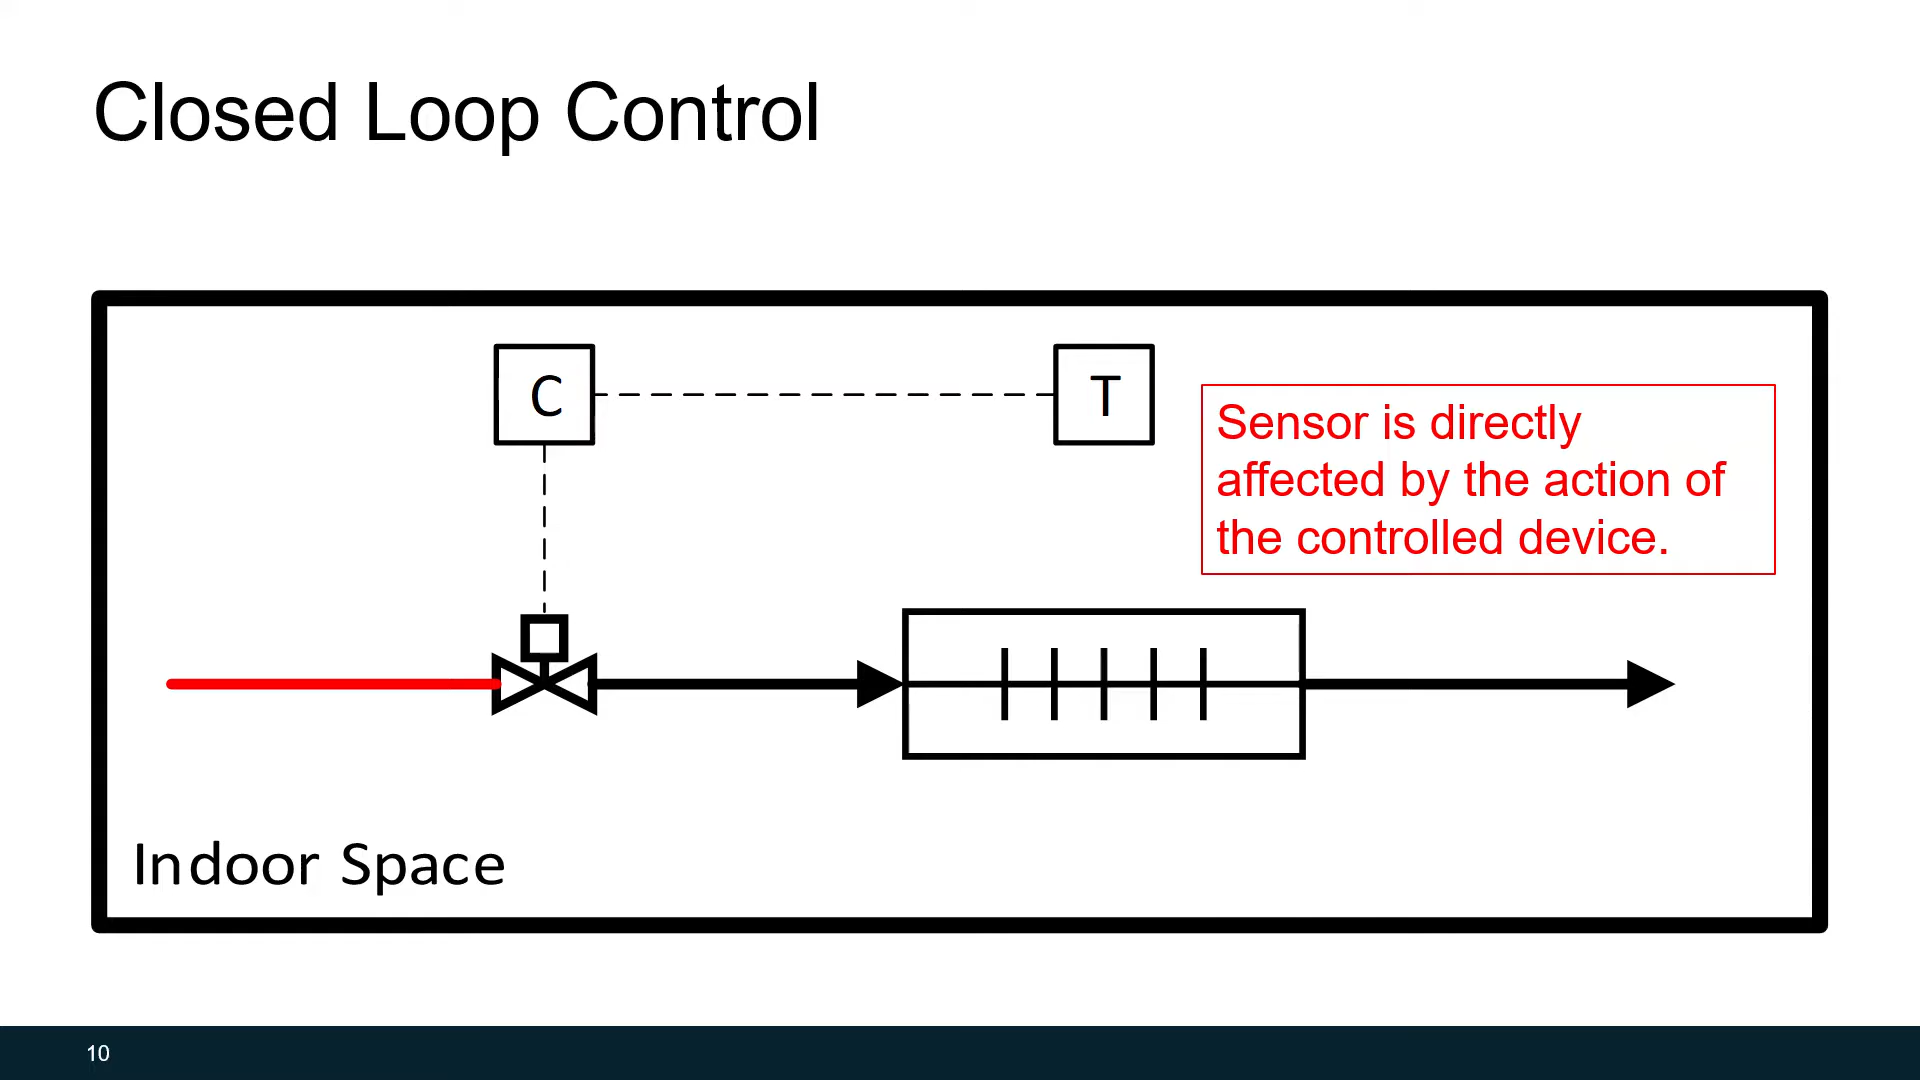 Closed Loop Control
C
T
Sensor is directly
affected by the action of
the controlled device.
Indoor Space
10